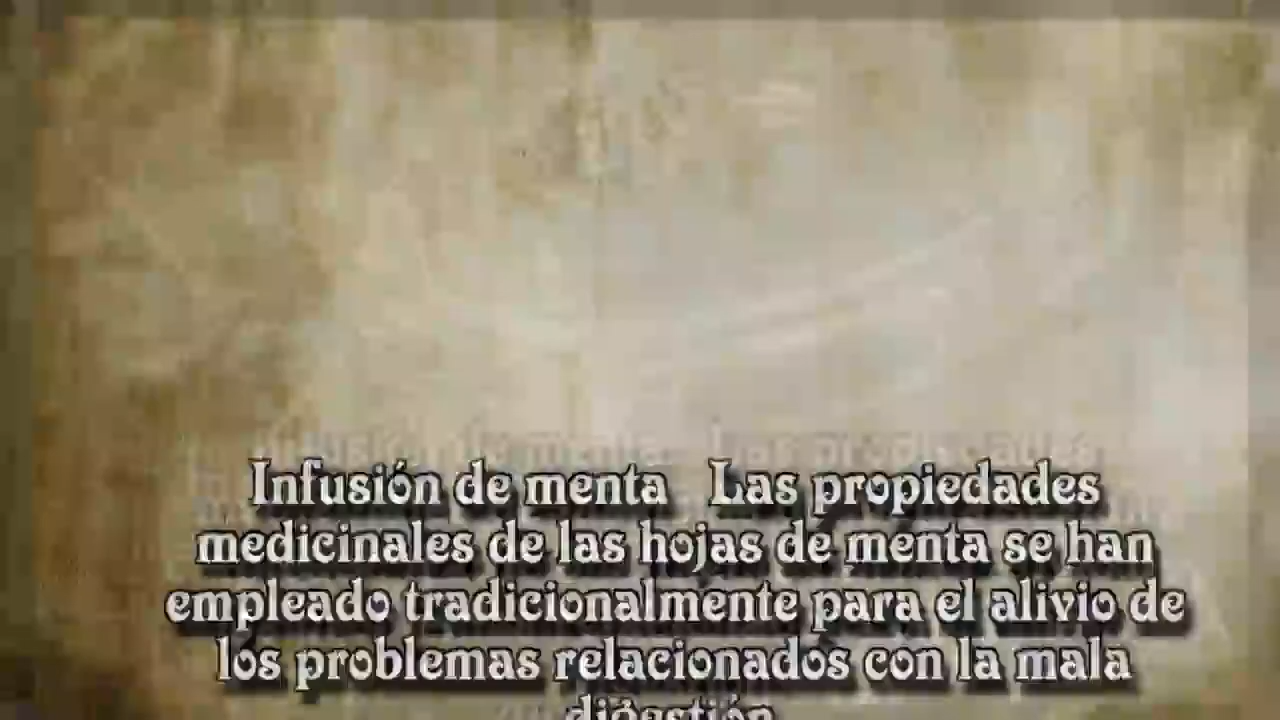 Infusión de menta Las propiedades
medicinales de las hojas de menta se han
empleado tradicionalmente para el alivio de
los problemas relacionados con la mala
digestión